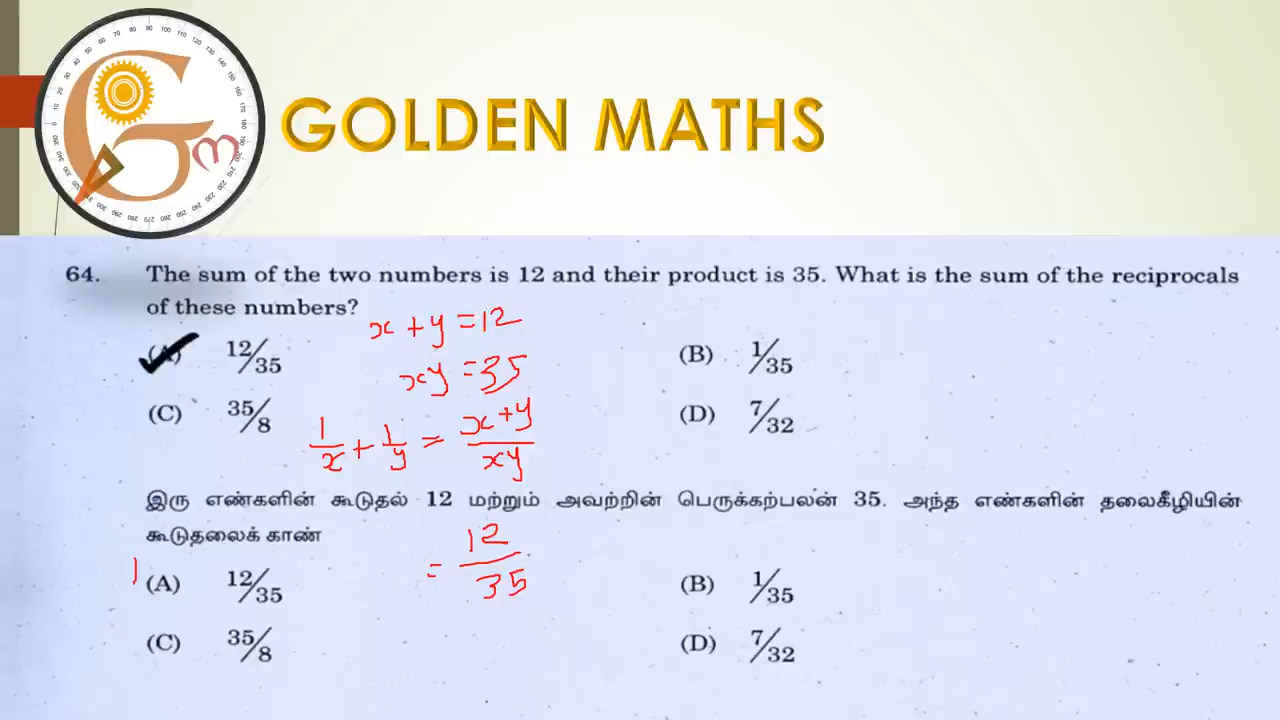 GOLDEN MATHS
64. The sum of the two numbers is 12 and their product is 35. What is the sum of the reciprocals
of these numbers?
x + y = 12
(A) 12/35 (B) 1/35
xy = 35
(C) 35/8 (D) 7/32
1/x + 1/y = x+y/xy
இரு எண்களின் கூடுதல் 12 மற்றும் அவற்றின் பெருக்கற்பலன் 35. அந்த எண்களின் தலைகீழியின்
கூடுதலைக் காண்
= 12/35
(A) 12/35 (B) 1/35
(C) 35/8 (D) 7/32